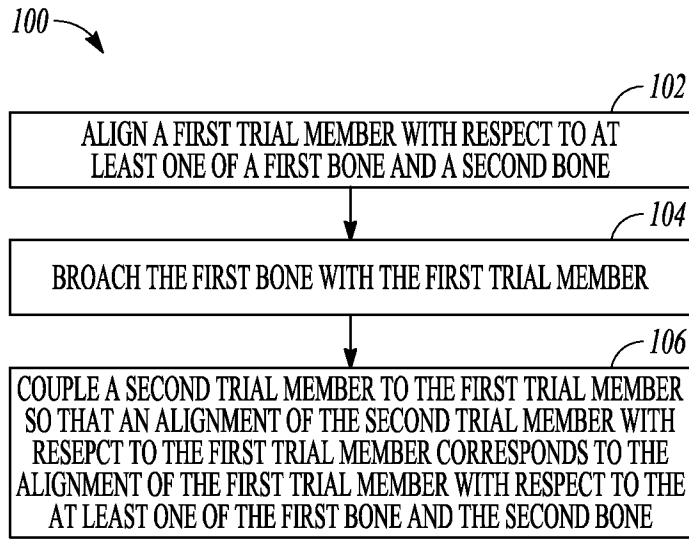 100
102
ALIGN A FIRST TRIAL MEMBER WITH RESPECT TO AT
LEAST ONE OF A FIRST BONE AND A SECOND BONE
104
BROACH THE FIRST BONE WITH THE FIRST TRIAL MEMBER
106
COUPLE A SECOND TRIAL MEMBER TO THE FIRST TRIAL MEMBER
SO THAT AN ALIGNMENT OF THE SECOND TRIAL MEMBER WITH
RESEPCT TO THE FIRST TRIAL MEMBER CORRESPONDS TO THE
ALIGNMENT OF THE FIRST TRIAL MEMBER WITH RESPECT TO THE
AT LEAST ONE OF THE FIRST BONE AND THE SECOND BONE